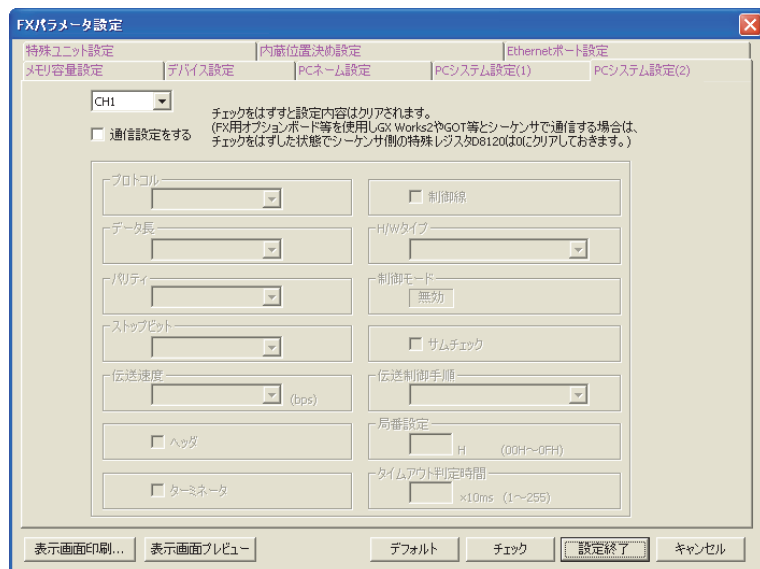 FXパラメータ設定
特殊ユニット設定
内蔵位置決め設定
Ethernetポート設定
メモリ容量設定
デバイス設定
PCネーム設定
PCシステム設定(1)
PCシステム設定(2)
CH1
チェックをはずすと設定内容はクリアされます。
通信設定をする
(FX用オプションボード等を使用しGX Works2やGOT等とシーケンサで通信する場合は、
チェックをはずした状態でシーケンサ側の特殊レジスタD8120は0にクリアしておきます。)
プロトコル
制御線
データ長
H/Wタイプ
パリティ
制御モード
無効
ストップビット
サムチェック
伝送速度
(bps)
伝送制御手順
ヘッダ
局番設定
H (00H～0FH)
ターミネータ
タイムアウト判定時間
×10ms (1～255)
表示画面印刷...
表示画面プレビュー
デフォルト
チェック
設定終了
キャンセル